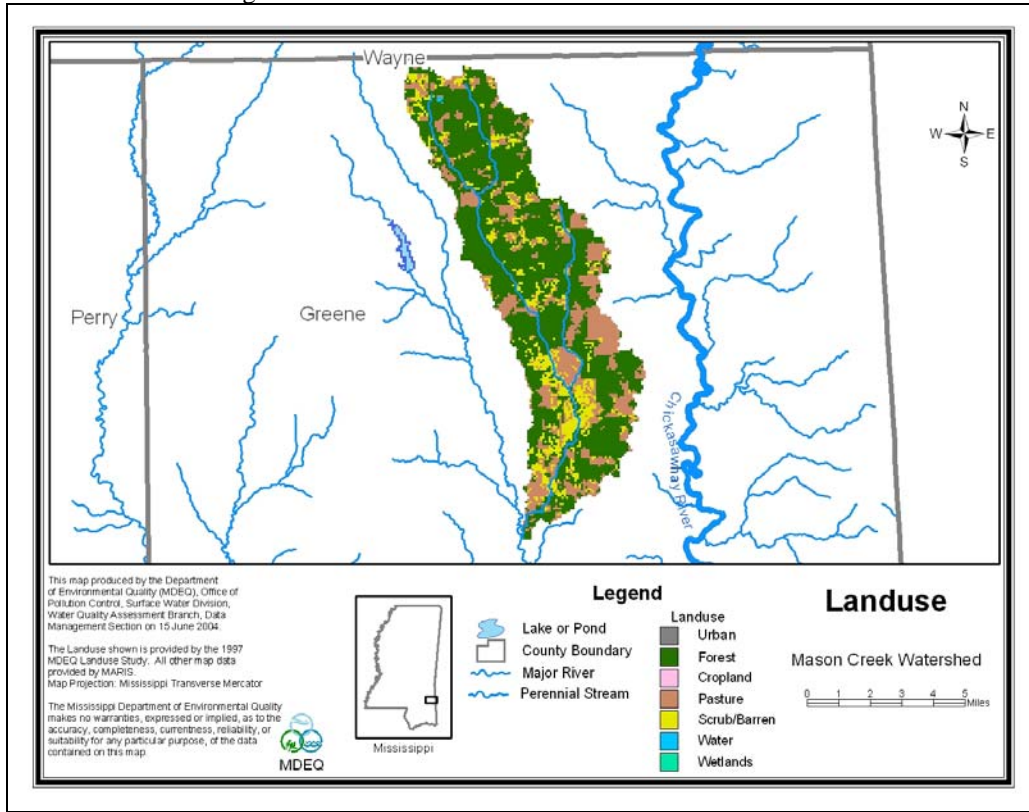 Wayne
N
W E
S
Perry
Greene
Chickasawhay River
This map produced by the Department
of Environmental Quality (MDEQ), Office of
Pollution Control, Surface Water Division,
Water Quality Assessment Branch, Data
Management Section on 15 June 2004.
The Landuse shown is provided by the 1997
MDEQ Landuse Study. All other map data
provided by MARIS.
Map Projection: Mississippi Transverse Mercator
The Mississippi Department of Environmental Quality
makes no warranties, expressed or implied, as to the
accuracy, completeness, currentness, reliability, or
suitability for any particular purpose, of the data
contained on this map.
MDEQ
Mississippi
Legend
Lake or Pond
County Boundary
Major River
Perennial Stream
Landuse
Urban
Forest
Cropland
Pasture
Scrub/Barren
Water
Wetlands
Landuse
Mason Creek Watershed
0 1 2 3 4 5
Miles